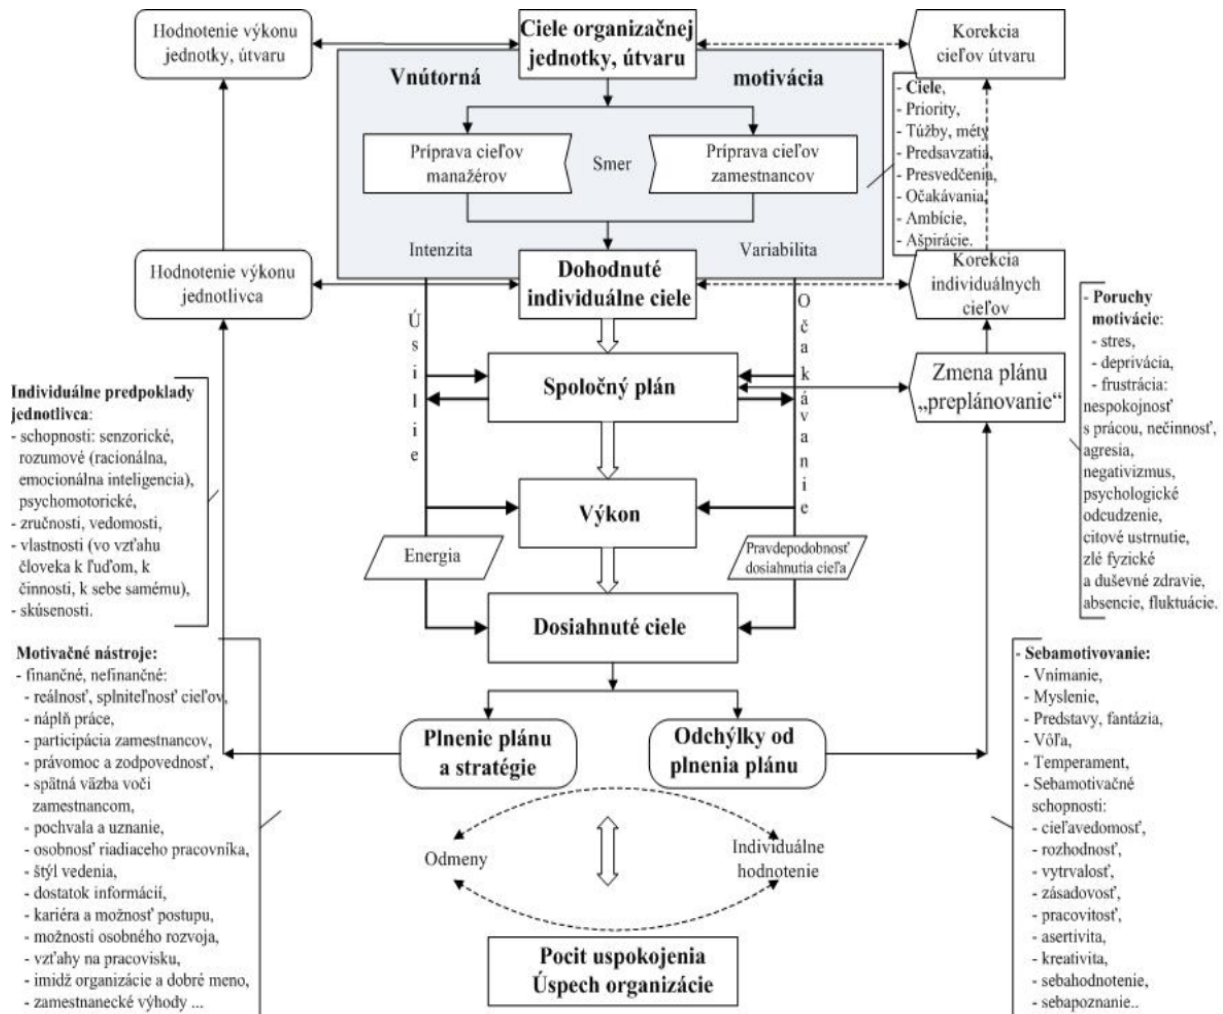 Hodnotenie výkonu
jednotky, útvaru
Ciele organizačnej
jednotky, útvaru
Korekcia
cieľov útvaru
Vnútorná
motivácia
Príprava cieľov
manažérov
Smer
Príprava cieľov
zamestnancov
- Ciele,
- Priority,
- Túžby, méty
- Predsavzatia,
- Presvedčenia,
- Očakávania,
- Ambície,
- Ašpirácie.
Intenzita
Variabilita
Hodnotenie výkonu
jednotlivca
Dohodnuté
individuálne ciele
Korekcia
individuálnych
cieľov
Úsilie
Očakávanie
- Poruchy
motivácie:
- stres,
- deprivácia,
- frustrácia:
nespokojnosť
s prácou, nečinnosť,
agresia,
negativizmus,
psychologické
odcudzenie,
citové ustrnutie,
zlé fyzické
a duševné zdravie,
absencie, fluktuácie.
Spoločný plán
Zmena plánu
„preplánovanie“
Individuálne predpoklady
jednotlivca:
- schopnosti: senzorické,
rozumové (racionálna,
emocionálna inteligencia),
psychomotorické,
- zručnosti, vedomosti,
- vlastnosti (vo vzťahu
človeka k ľuďom, k
činnosti, k sebe samému),
- skúsenosti.
Výkon
Energia
Pravdepodobnosť
dosiahnutia cieľa
Dosiahnuté ciele
Motivačné nástroje:
- finančné, nefinančné:
- reálnosť, splniteľnosť cieľov,
- náplň práce,
- participácia zamestnancov,
- právomoc a zodpovednosť,
- spätná väzba voči
zamestnancom,
- pochvala a uznanie,
- osobnosť riadiaceho pracovníka,
- štýl vedenia,
- dostatok informácií,
- kariéra a možnosť postupu,
- možnosti osobného rozvoja,
- vzťahy na pracovisku,
- imidž organizácie a dobré meno,
- zamestnanecké výhody ...
Plnenie plánu
a stratégie
Odchýlky od
plnenia plánu
- Sebamotivovanie:
- Vnímanie,
- Myslenie,
- Predstavy, fantázia,
- Vôľa,
- Temperament,
- Sebamotivačné
schopnosti:
- cieľavedomosť,
- rozhodnosť,
- vytrvalosť,
- zásadovosť,
- pracovitosť,
- asertivita,
- kreativita,
- sebahodnotenie,
- sebapoznanie..
Odmeny
Individuálne
hodnotenie
Pocit uspokojenia
Úspech organizácie